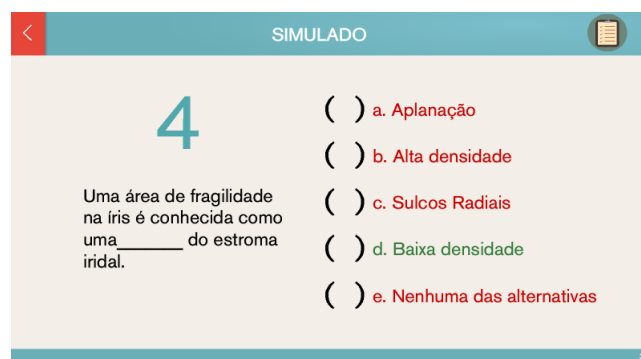 SIMULADO
4
Uma área de fragilidade
na íris é conhecida como
uma_______ do estroma
iridal.
( ) a. Aplanação
( ) b. Alta densidade
( ) c. Sulcos Radiais
( ) d. Baixa densidade
( ) e. Nenhuma das alternativas